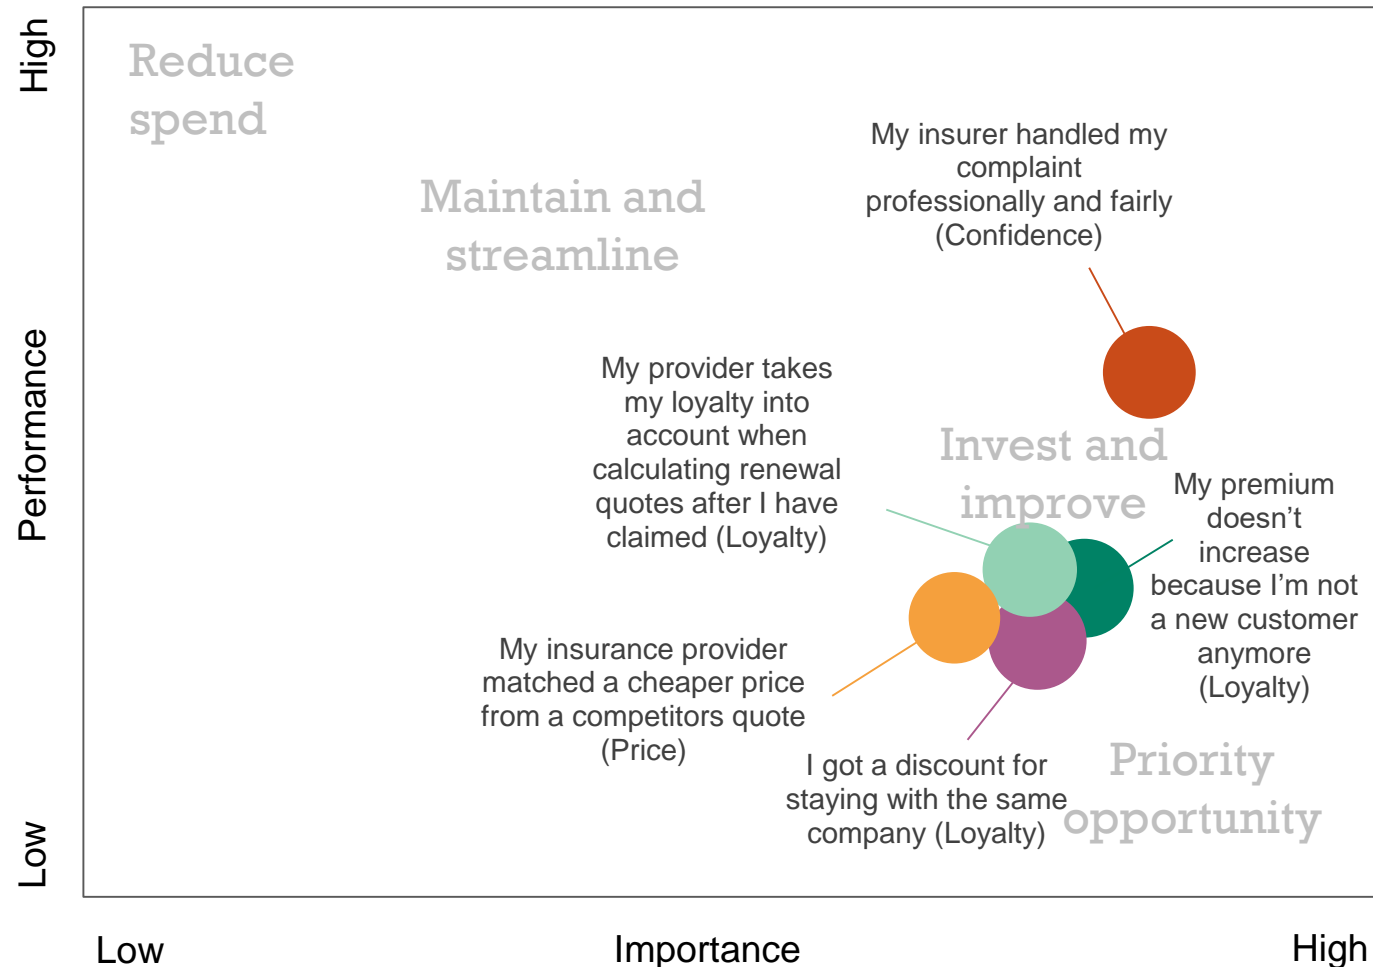 High
Reduce
spend
My insurer handled my
complaint
professionally and fairly
(Confidence)
Maintain and
streamline
Performance
My provider takes
my loyalty into
account when
calculating renewal
quotes after I have
claimed (Loyalty)
Invest and
improve
My premium
doesn’t
increase
because I’m not
a new customer
anymore
(Loyalty)
My insurance provider
matched a cheaper price
from a competitors quote
(Price)
I got a discount for
staying with the same
company (Loyalty)
Priority
opportunity
Low
Low
Importance
High